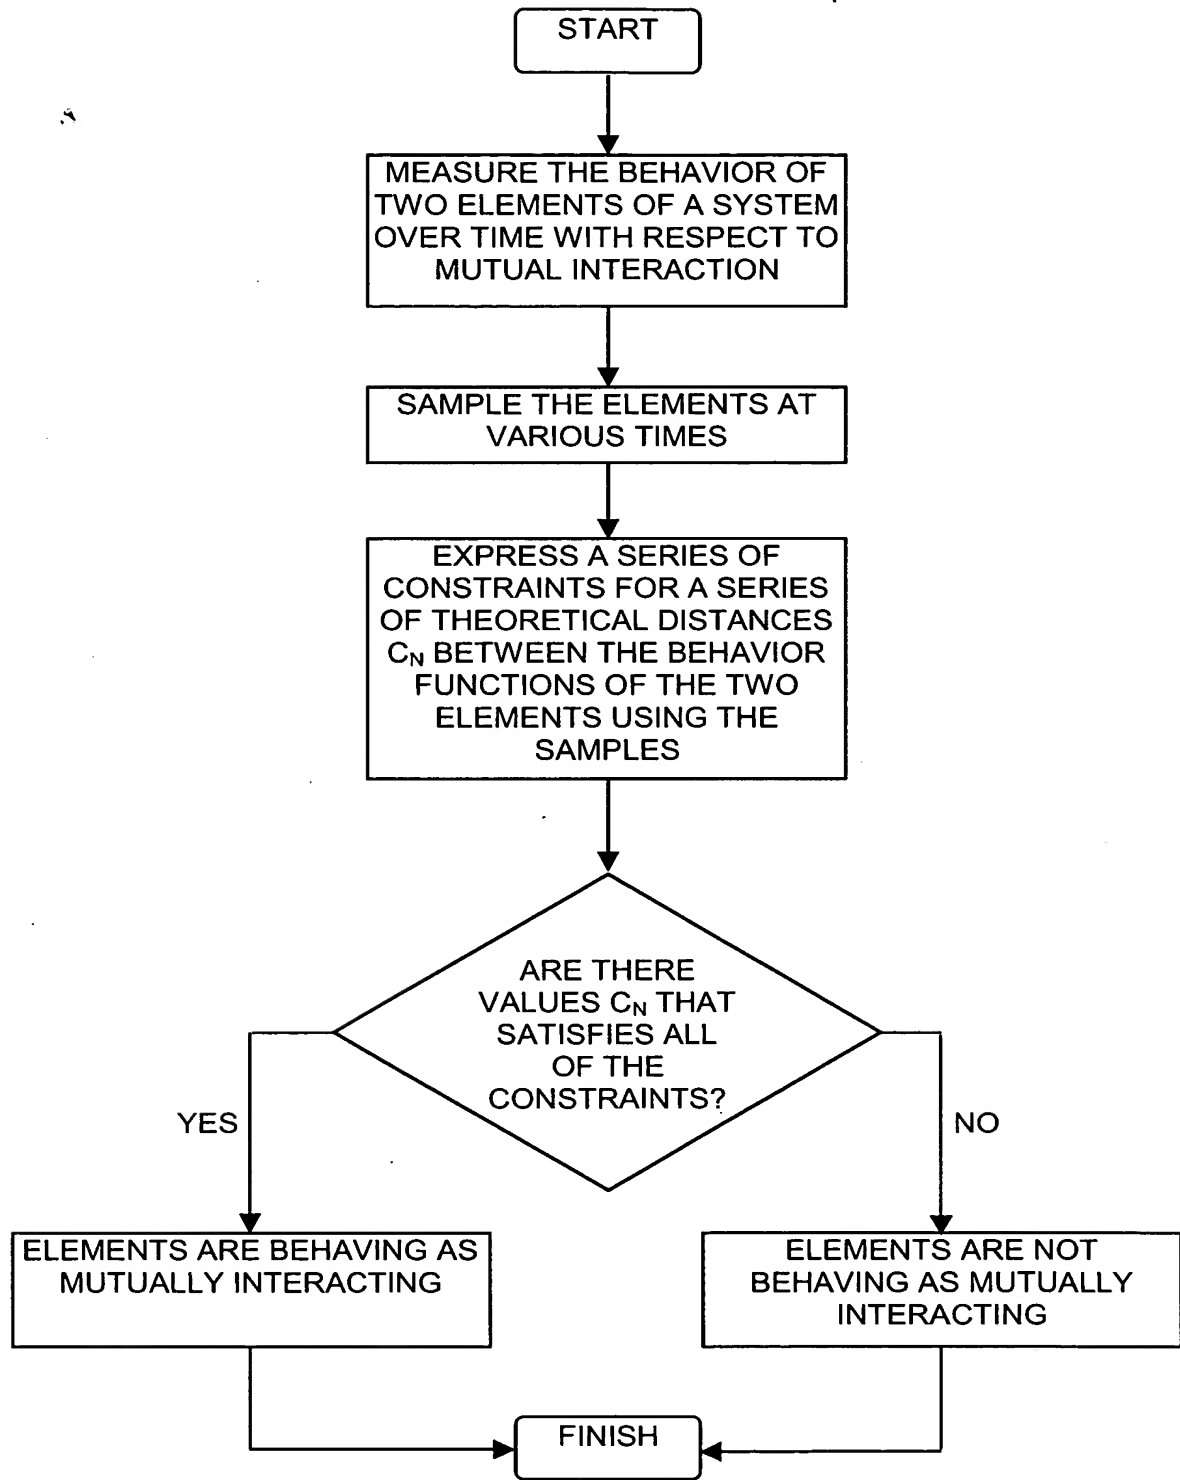 START
MEASURE THE BEHAVIOR OF
TWO ELEMENTS OF A SYSTEM
OVER TIME WITH RESPECT TO
MUTUAL INTERACTION
SAMPLE THE ELEMENTS AT
VARIOUS TIMES
EXPRESS A SERIES OF
CONSTRAINTS FOR A SERIES
OF THEORETICAL DISTANCES
C_N BETWEEN THE BEHAVIOR
FUNCTIONS OF THE TWO
ELEMENTS USING THE
SAMPLES
ARE THERE
VALUES C_N THAT
SATISFIES ALL
OF THE
CONSTRAINTS?
YES
NO
ELEMENTS ARE BEHAVING AS
MUTUALLY INTERACTING
ELEMENTS ARE NOT
BEHAVING AS MUTUALLY
INTERACTING
FINISH